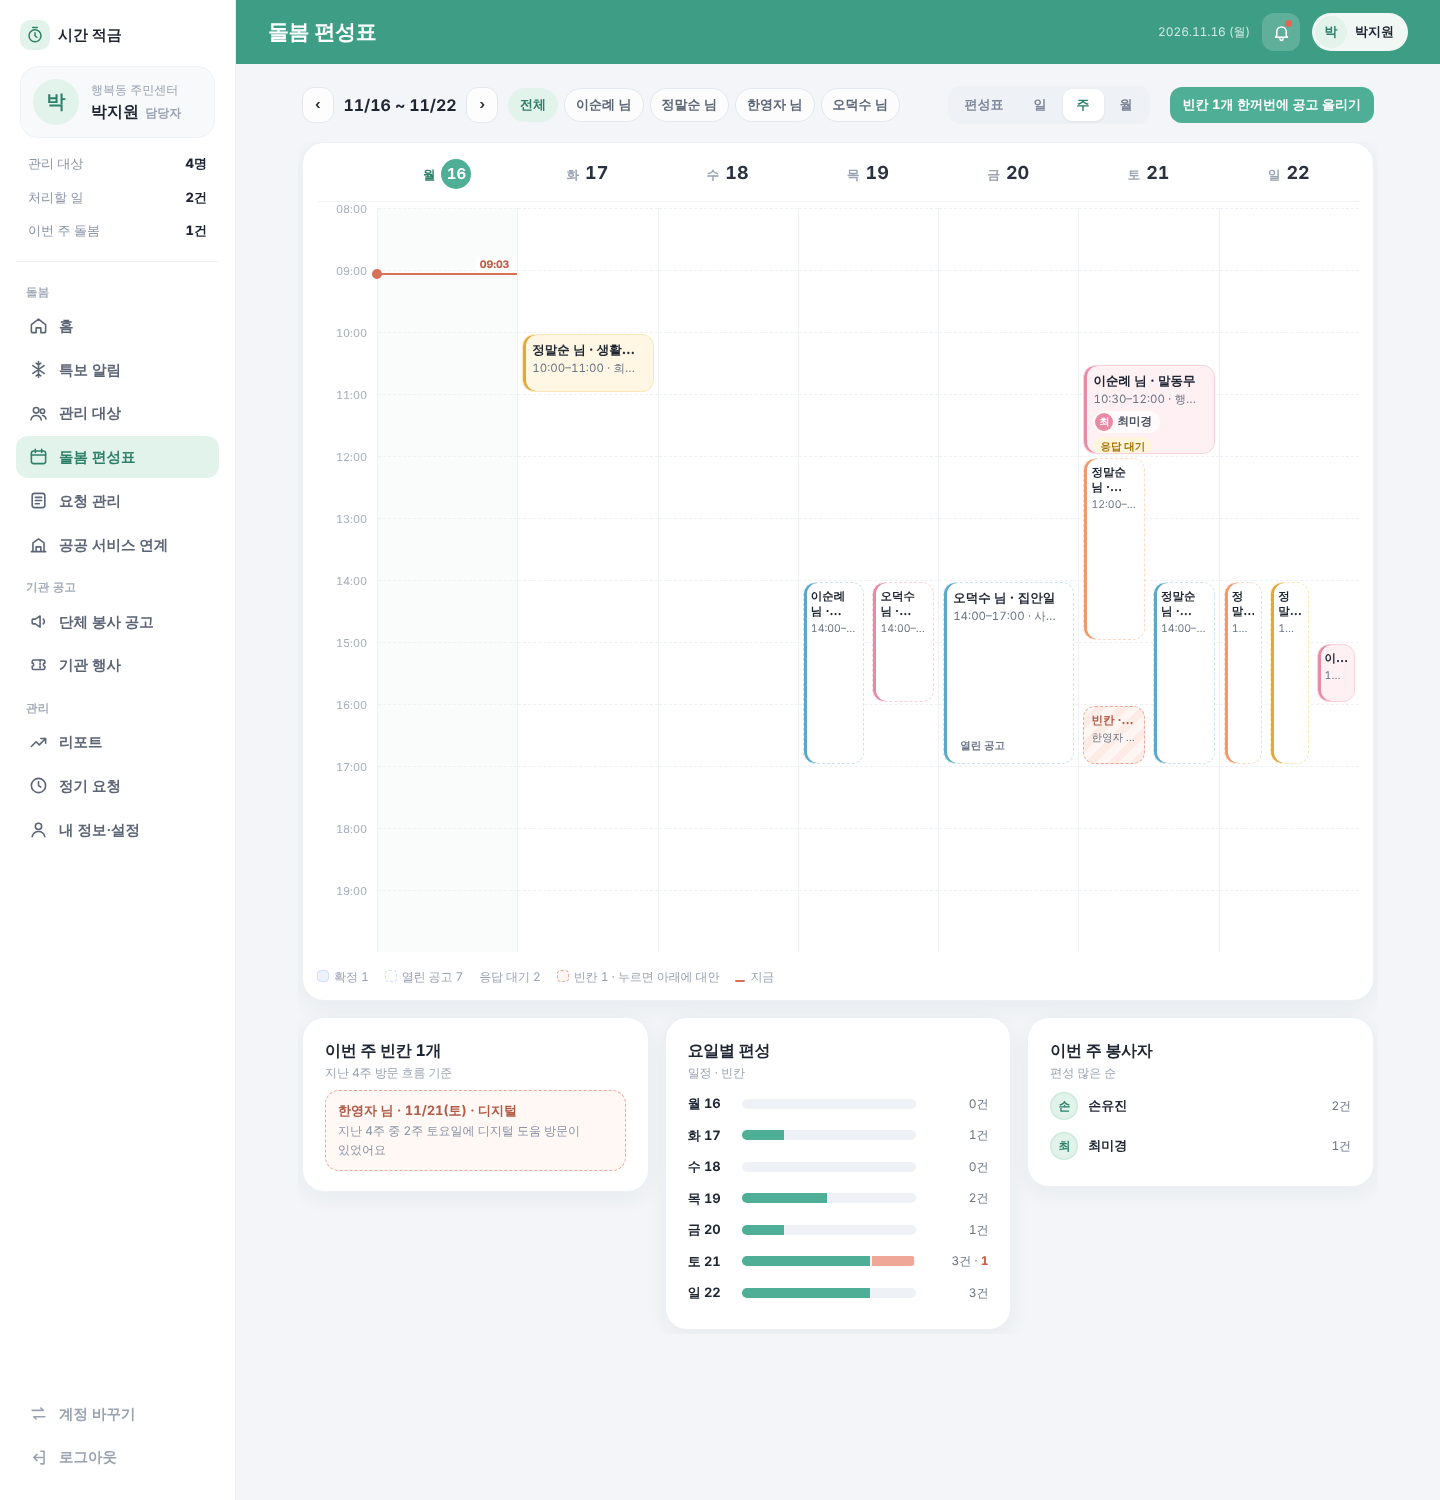 시간 적금
박
행복동 주민센터
박지원 담당자
관리 대상 4명
처리할 일 2건
이번 주 돌봄 1건
돌봄
홈
특보 알림
관리 대상
돌봄 편성표
요청 관리
공공 서비스 연계
기관 공고
단체 봉사 공고
기관 행사
관리
리포트
정기 요청
내 정보·설정
계정 바꾸기
로그아웃
돌봄 편성표
2026.11.16 (월)
박 박지원
‹ 11/16 ~ 11/22 › 전체 이순례 님 정말순 님 한영자 님 오덕수 님
편성표 일 주 월
빈칸 1개 한꺼번에 공고 올리기
월 16 화 17 수 18 목 19 금 20 토 21 일 22
08:00
09:00
10:00
11:00
12:00
13:00
14:00
15:00
16:00
17:00
18:00
19:00
09:03
정말순 님 · 생활...
10:00–11:00 · 희...
이순례 님 ·...
14:00–...
오덕수 님 ·...
14:00–...
오덕수 님 · 집안일
14:00–17:00 · 사...
열린 공고
이순례 님 · 말동무
10:30–12:00 · 행...
최 최미경
응답 대기
정말순 님 ·...
12:00–...
빈칸 ·...
한영자 ...
정말순 님 ·...
14:00–...
정말...
1...
정말...
1...
이...
1...
확정 1 열린 공고 7 응답 대기 2 빈칸 1 · 누르면 아래에 대안 지금
이번 주 빈칸 1개
지난 4주 방문 흐름 기준
한영자 님 · 11/21(토) · 디지털
지난 4주 중 2주 토요일에 디지털 도움 방문이
있었어요
요일별 편성
일정 · 빈칸
월 16 0건
화 17 1건
수 18 0건
목 19 2건
금 20 1건
토 21 3건 · 1
일 22 3건
이번 주 봉사자
편성 많은 순
손 손유진 2건
최 최미경 1건